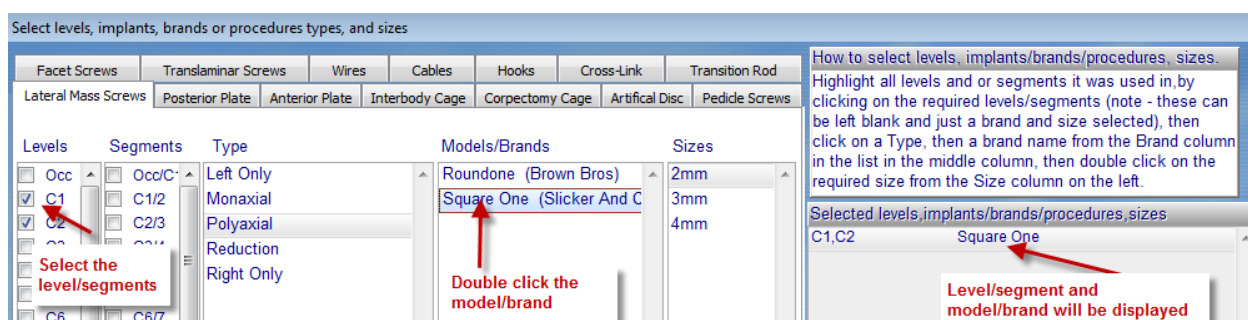 Select levels, implants, brands or procedures types, and sizes
Facet Screws
Translaminar Screws
Wires
Cables
Hooks
Cross-Link
Transition Rod
Lateral Mass Screws
Posterior Plate
Anterior Plate
Interbody Cage
Corpectomy Cage
Artifical Disc
Pedicle Screws
Levels
Segments
Type
Models/Brands
Sizes
Occ
C1
C2
C6
Occ/C1
C1/2
C2/3
C6/7
Left Only
Monaxial
Polyaxial
Reduction
Right Only
Roundone (Brown Bros)
Square One (Slicker And C
2mm
3mm
4mm
Select the
level/segments
Double click the
model/brand
How to select levels, implants/brands/procedures, sizes.
Highlight all levels and or segments it was used in,by
clicking on the required levels/segments (note - these can
be left blank and just a brand and size selected), then
click on a Type, then a brand name from the Brand column
in the list in the middle column, then double click on the
required size from the Size column on the left.
Selected levels,implants/brands/procedures,sizes
C1,C2 Square One
Level/segment and
model/brand will be displayed